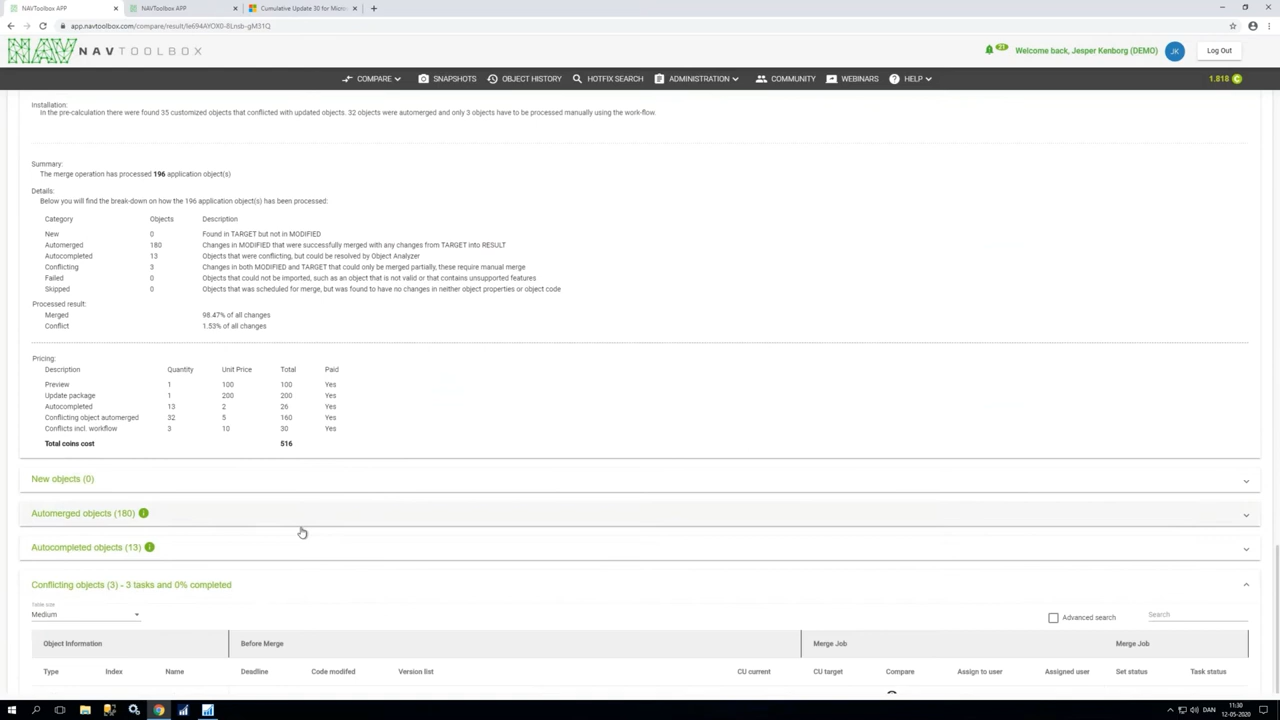 NAVToolbox APP
NAVToolbox APP
Cumulative Update 30 for Micros
app.navtoolbox.com/compare/result/Ie694AYOX0-8Lnsb-gM31Q
NAV NAVTOOLBOX
21 Welcome back, Jesper Kenborg (DEMO) JK Log Out
COMPARE SNAPSHOTS OBJECT HISTORY HOTFIX SEARCH ADMINISTRATION COMMUNITY WEBINARS HELP 1.818 C
Installation:
In the pre-calculation there were found 35 customized objects that conflicted with updated objects. 32 objects were automerged and only 3 objects have to be processed manually using the work-flow.
Summary:
The merge operation has processed 196 application object(s)
Details:
Below you will find the break-down on how the 196 application object(s) has been processed:
Category Objects Description
New 0 Found in TARGET but not in MODIFIED
Automerged 180 Changes in MODIFIED that were successfully merged with any changes from TARGET into RESULT
Autocompleted 13 Objects that were conflicting, but could be resolved by Object Analyzer
Conflicting 3 Changes in both MODIFIED and TARGET that could only be merged partially, these require manual merge
Failed 0 Objects that could not be imported, such as an object that is not valid or that contains unsupported features
Skipped 0 Objects that was scheduled for merge, but was found to have no changes in neither object properties or object code
Processed result:
Merged 98.47% of all changes
Conflict 1.53% of all changes
Pricing:
Description Quantity Unit Price Total Paid
Preview 1 100 100 Yes
Update package 1 200 200 Yes
Autocompleted 13 2 26 Yes
Conflicting object automerged 32 5 160 Yes
Conflicts incl. workflow 3 10 30 Yes
Total coins cost 516
New objects (0)
Automerged objects (180)
Autocompleted objects (13)
Conflicting objects (3) - 3 tasks and 0% completed
Table size
Medium
Advanced search Search
Object Information Before Merge Merge Job Merge Job
Type Index Name Deadline Code modifed Version list CU current CU target Compare Assign to user Assigned user Set status Task status
DAN 11:30
12-05-2020